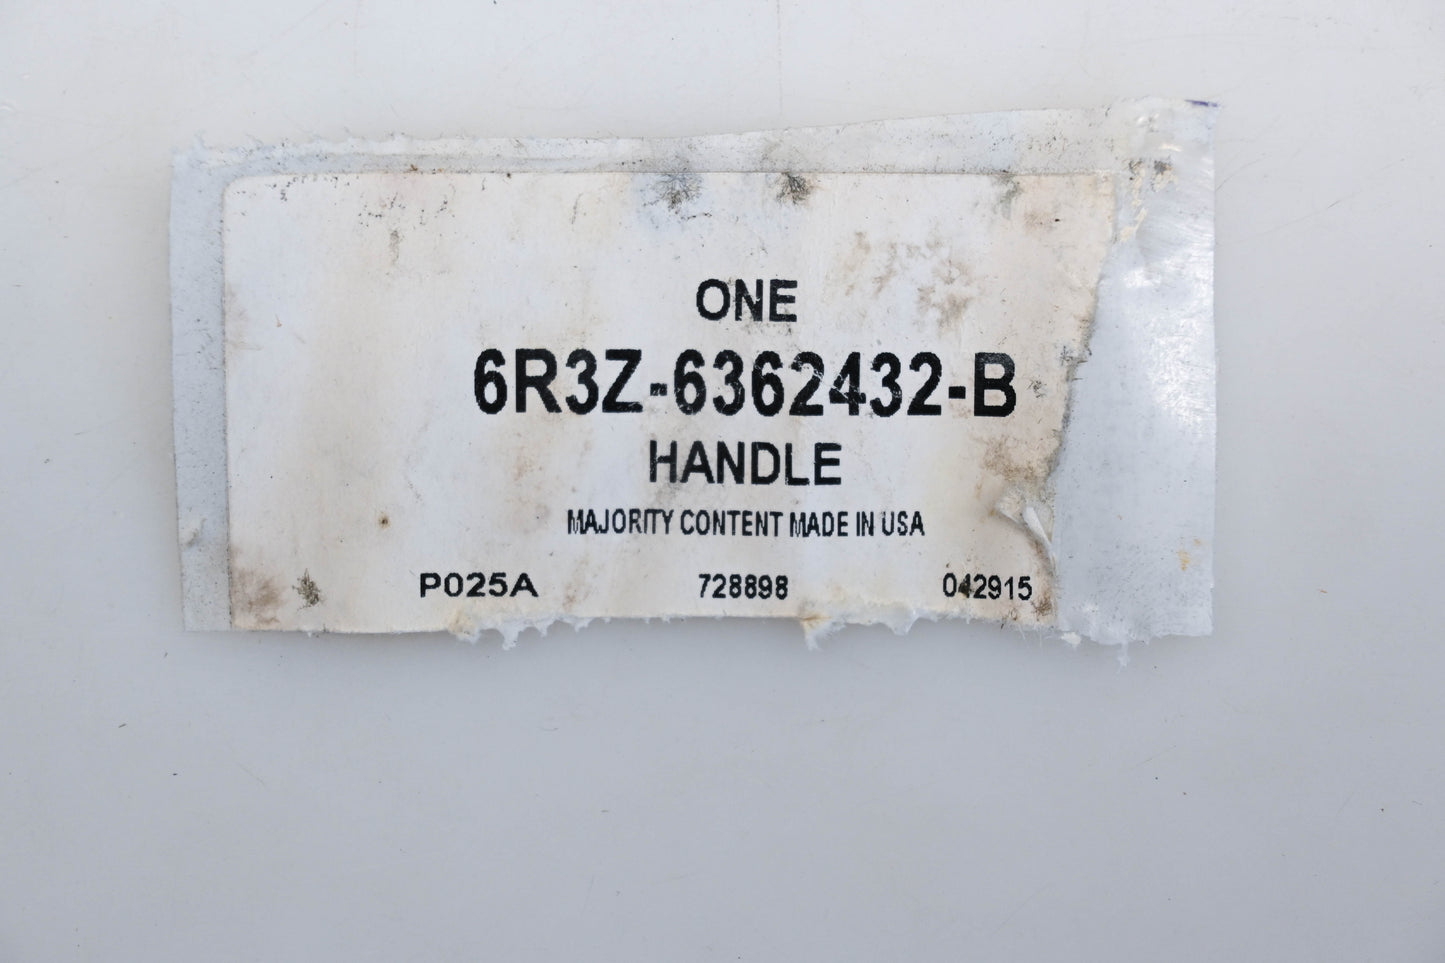 ONE
6R3Z-6362432-B
HANDLE
MAJORITY CONTENT MADE IN USA
P025A 728898 042915